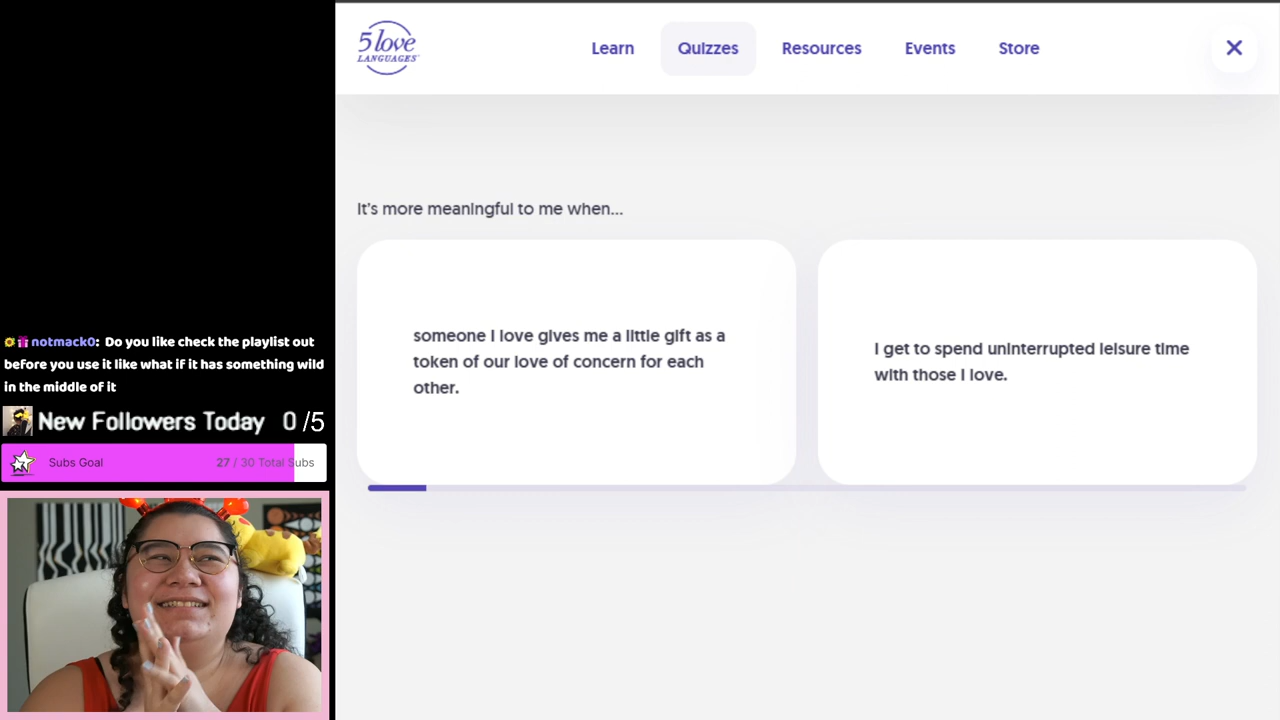 5 love
LANGUAGES
Learn
Quizzes
Resources
Events
Store
It's more meaningful to me when...
someone I love gives me a little gift as a
token of our love of concern for each
other.
I get to spend uninterrupted leisure time
with those I love.
notmack0: Do you like check the playlist out
before you use it like what if it has something wild
in the middle of it
New Followers Today 0 /5
Subs Goal 27 / 30 Total Subs